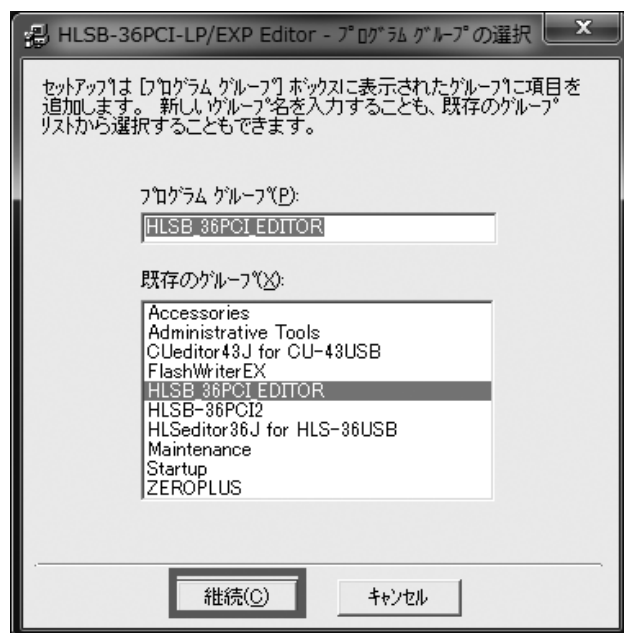 HLSB-36PCI-LP/EXP Editor - ﾌﾟﾛｸﾞﾗﾑ ｸﾞﾙｰﾌﾟの選択
ｾｯﾄｱｯﾌﾟは [ﾌﾟﾛｸﾞﾗﾑ ｸﾞﾙｰﾌﾟ] ﾎﾞｯｸｽに表示されたｸﾞﾙｰﾌﾟに項目を
追加します。 新しいｸﾞﾙｰﾌﾟ名を入力することも、既存のｸﾞﾙｰﾌﾟ
ﾘｽﾄから選択することもできます。
ﾌﾟﾛｸﾞﾗﾑ ｸﾞﾙｰﾌﾟ(P):
HLSB_36PCI_EDITOR
既存のｸﾞﾙｰﾌﾟ(X):
Accessories
Administrative Tools
CUeditor43J for CU-43USB
FlashWriterEX
HLSB_36PCI_EDITOR
HLSB-36PCI2
HLSeditor36J for HLS-36USB
Maintenance
Startup
ZEROPLUS
継続(C)
ｷｬﾝｾﾙ